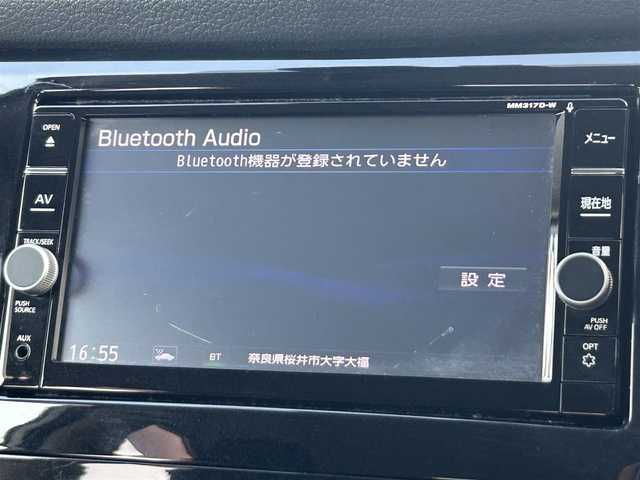 MM317D-W
OPEN
Bluetooth Audio
メニュー
Bluetooth機器が登録されていません
AV
現在地
TRACK/SEEK
音量
設定
PUSH
SOURCE
PUSH
AV OFF
AUX
16:55
BT
奈良県桜井市大字大福
OPT